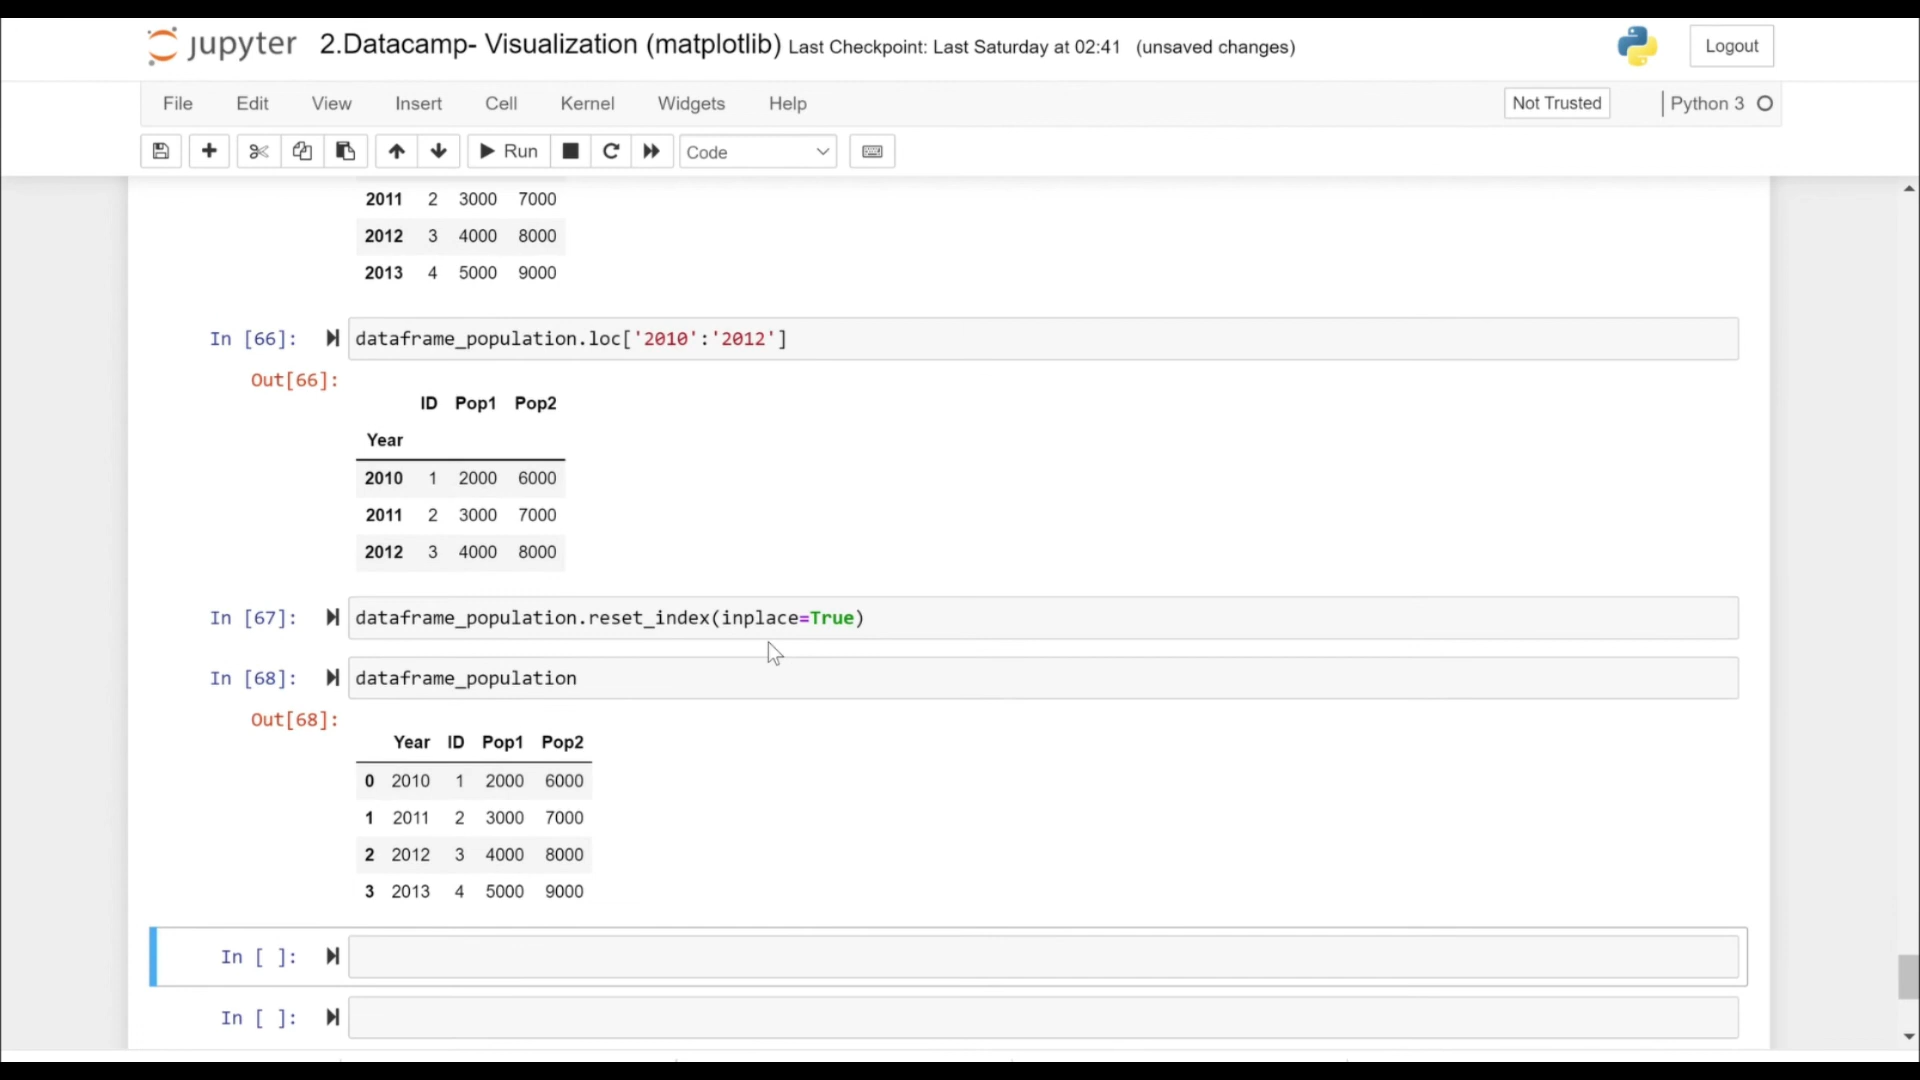 jupyter 2.Datacamp- Visualization (matplotlib) Last Checkpoint: Last Saturday at 02:41 (unsaved changes) Logout
File Edit View Insert Cell Kernel Widgets Help Not Trusted Python 3
Run Code
2011 2 3000 7000
2012 3 4000 8000
2013 4 5000 9000
In [66]: dataframe_population.loc['2010':'2012']
Out[66]:
ID Pop1 Pop2
Year
2010 1 2000 6000
2011 2 3000 7000
2012 3 4000 8000
In [67]: dataframe_population.reset_index(inplace=True)
In [68]: dataframe_population
Out[68]:
Year ID Pop1 Pop2
0 2010 1 2000 6000
1 2011 2 3000 7000
2 2012 3 4000 8000
3 2013 4 5000 9000
In [ ]:
In [ ]: